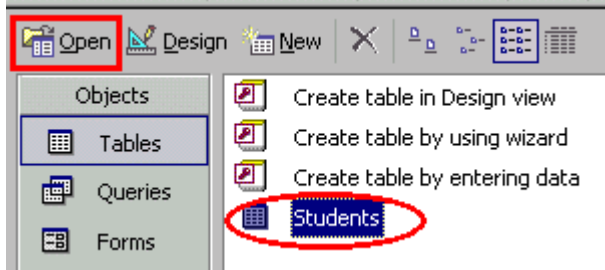 Open Design New
Objects
Tables
Queries
Forms
Create table in Design view
Create table by using wizard
Create table by entering data
Students